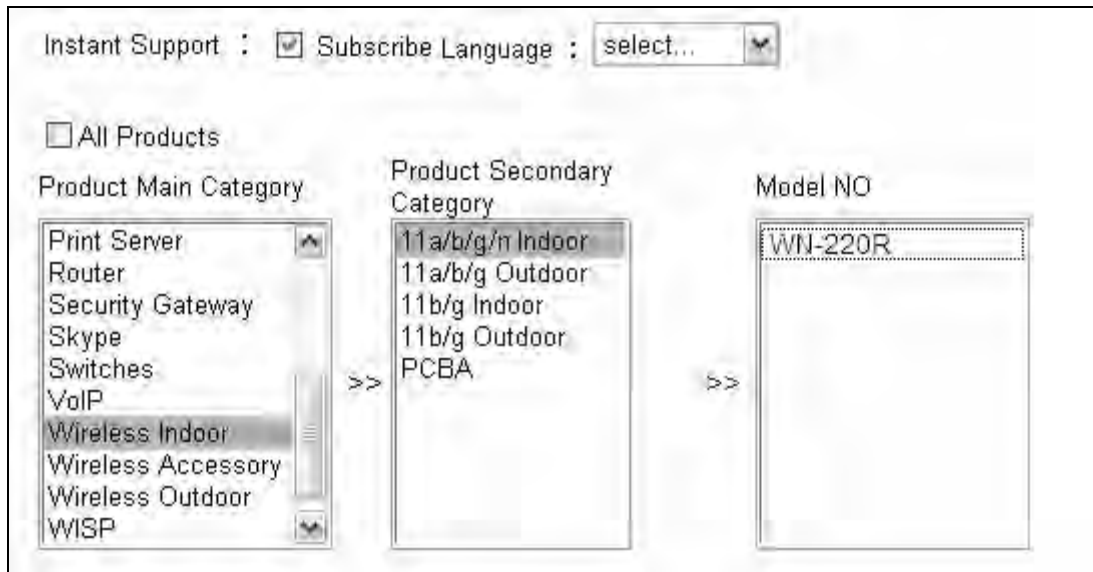 Instant Support : Subscribe Language : select...
All Products
Product Main Category
Print Server
Router
Security Gateway
Skype
Switches
VoIP
Wireless Indoor
Wireless Accessory
Wireless Outdoor
WISP
>>
Product Secondary
Category
11a/b/g/n Indoor
11a/b/g Outdoor
11b/g Indoor
11b/g Outdoor
PCBA
>>
Model NO
WN-220R